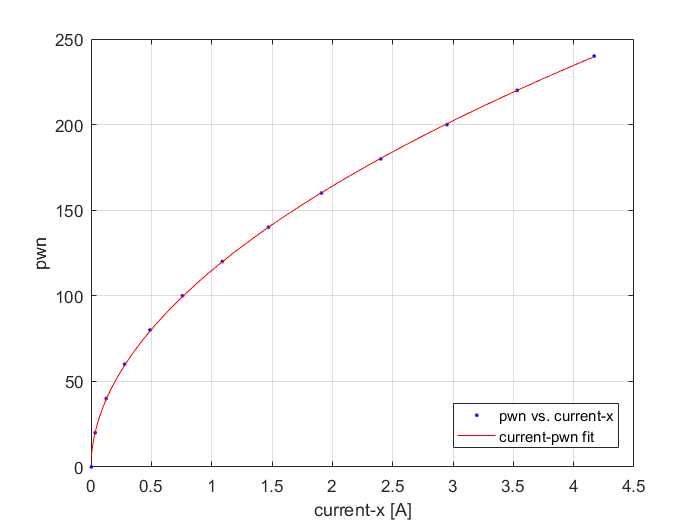 250
200
150
100
50
0
0 0.5 1 1.5 2 2.5 3 3.5 4 4.5
pwn
current-x [A]
pwn vs. current-x
current-pwn fit